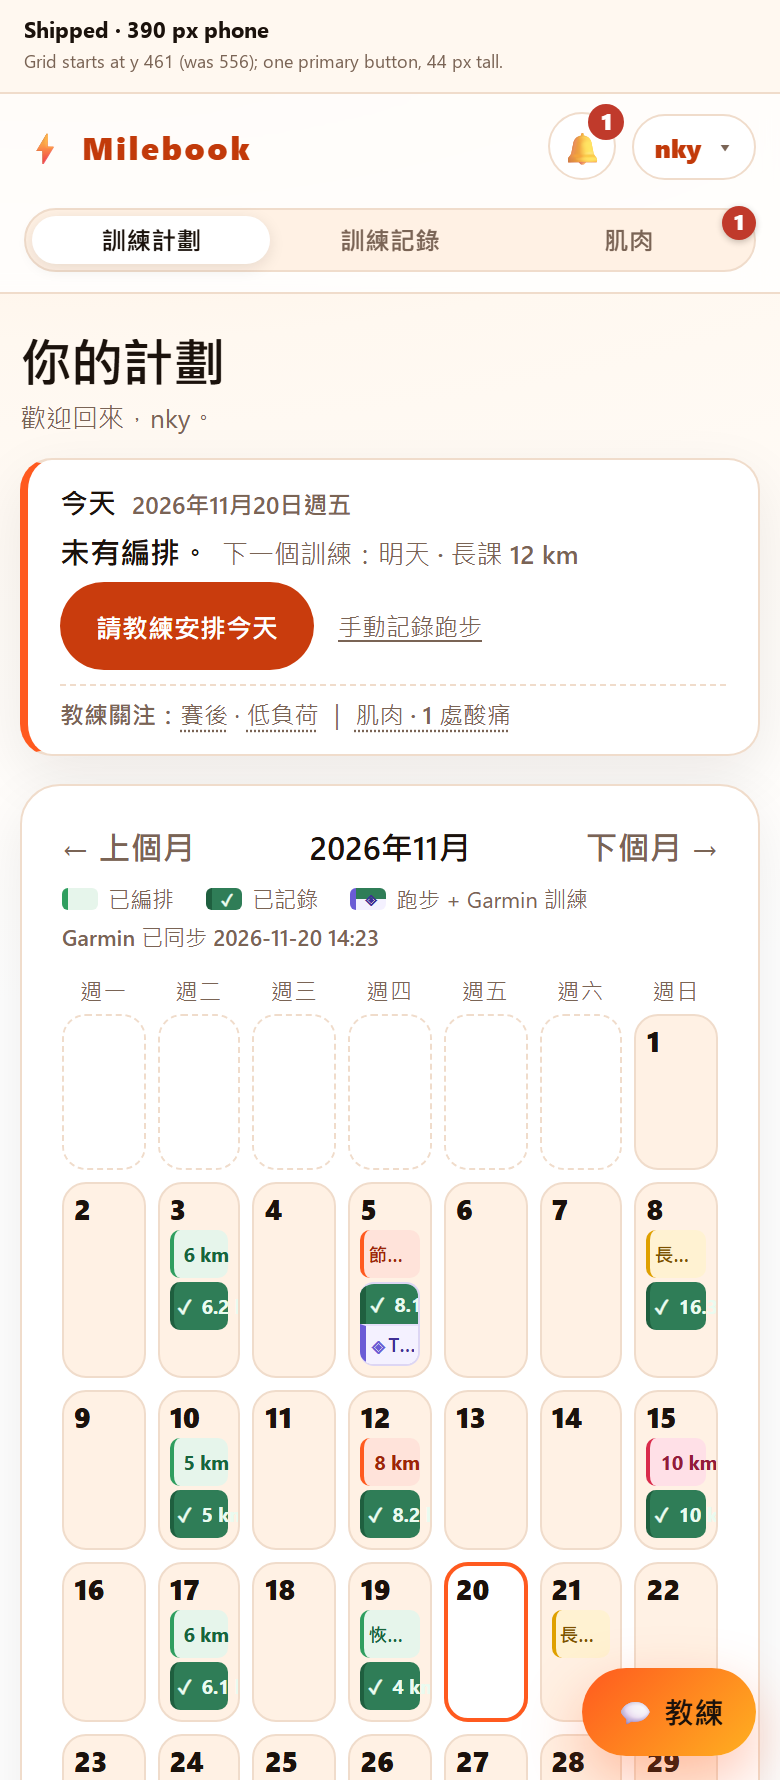 Shipped · 390 px phone
Grid starts at y 461 (was 556); one primary button, 44 px tall.
Milebook
1
nky
訓練計劃 訓練記錄 肌肉 1
你的計劃
歡迎回來，nky。
今天 2026年11月20日週五
未有編排。 下一個訓練：明天 · 長課 12 km
請教練安排今天 手動記錄跑步
教練關注：賽後 · 低負荷 | 肌肉 · 1 處酸痛
← 上個月 2026年11月 下個月 →
已編排 ✓ 已記錄 ◈ 跑步 + Garmin 訓練
Garmin 已同步 2026-11-20 14:23
週一 週二 週三 週四 週五 週六 週日
1
2 3 4 5 6 7 8
6 km 節... 長...
✓ 6.2 ✓ 8.1 ✓ 16.
◈ T...
9 10 11 12 13 14 15
5 km 8 km 10 km
✓ 5 k ✓ 8.2 ✓ 10
16 17 18 19 20 21 22
6 km 恢... 長...
✓ 6.1 ✓ 4 k
教練
23 24 25 26 27 28 29